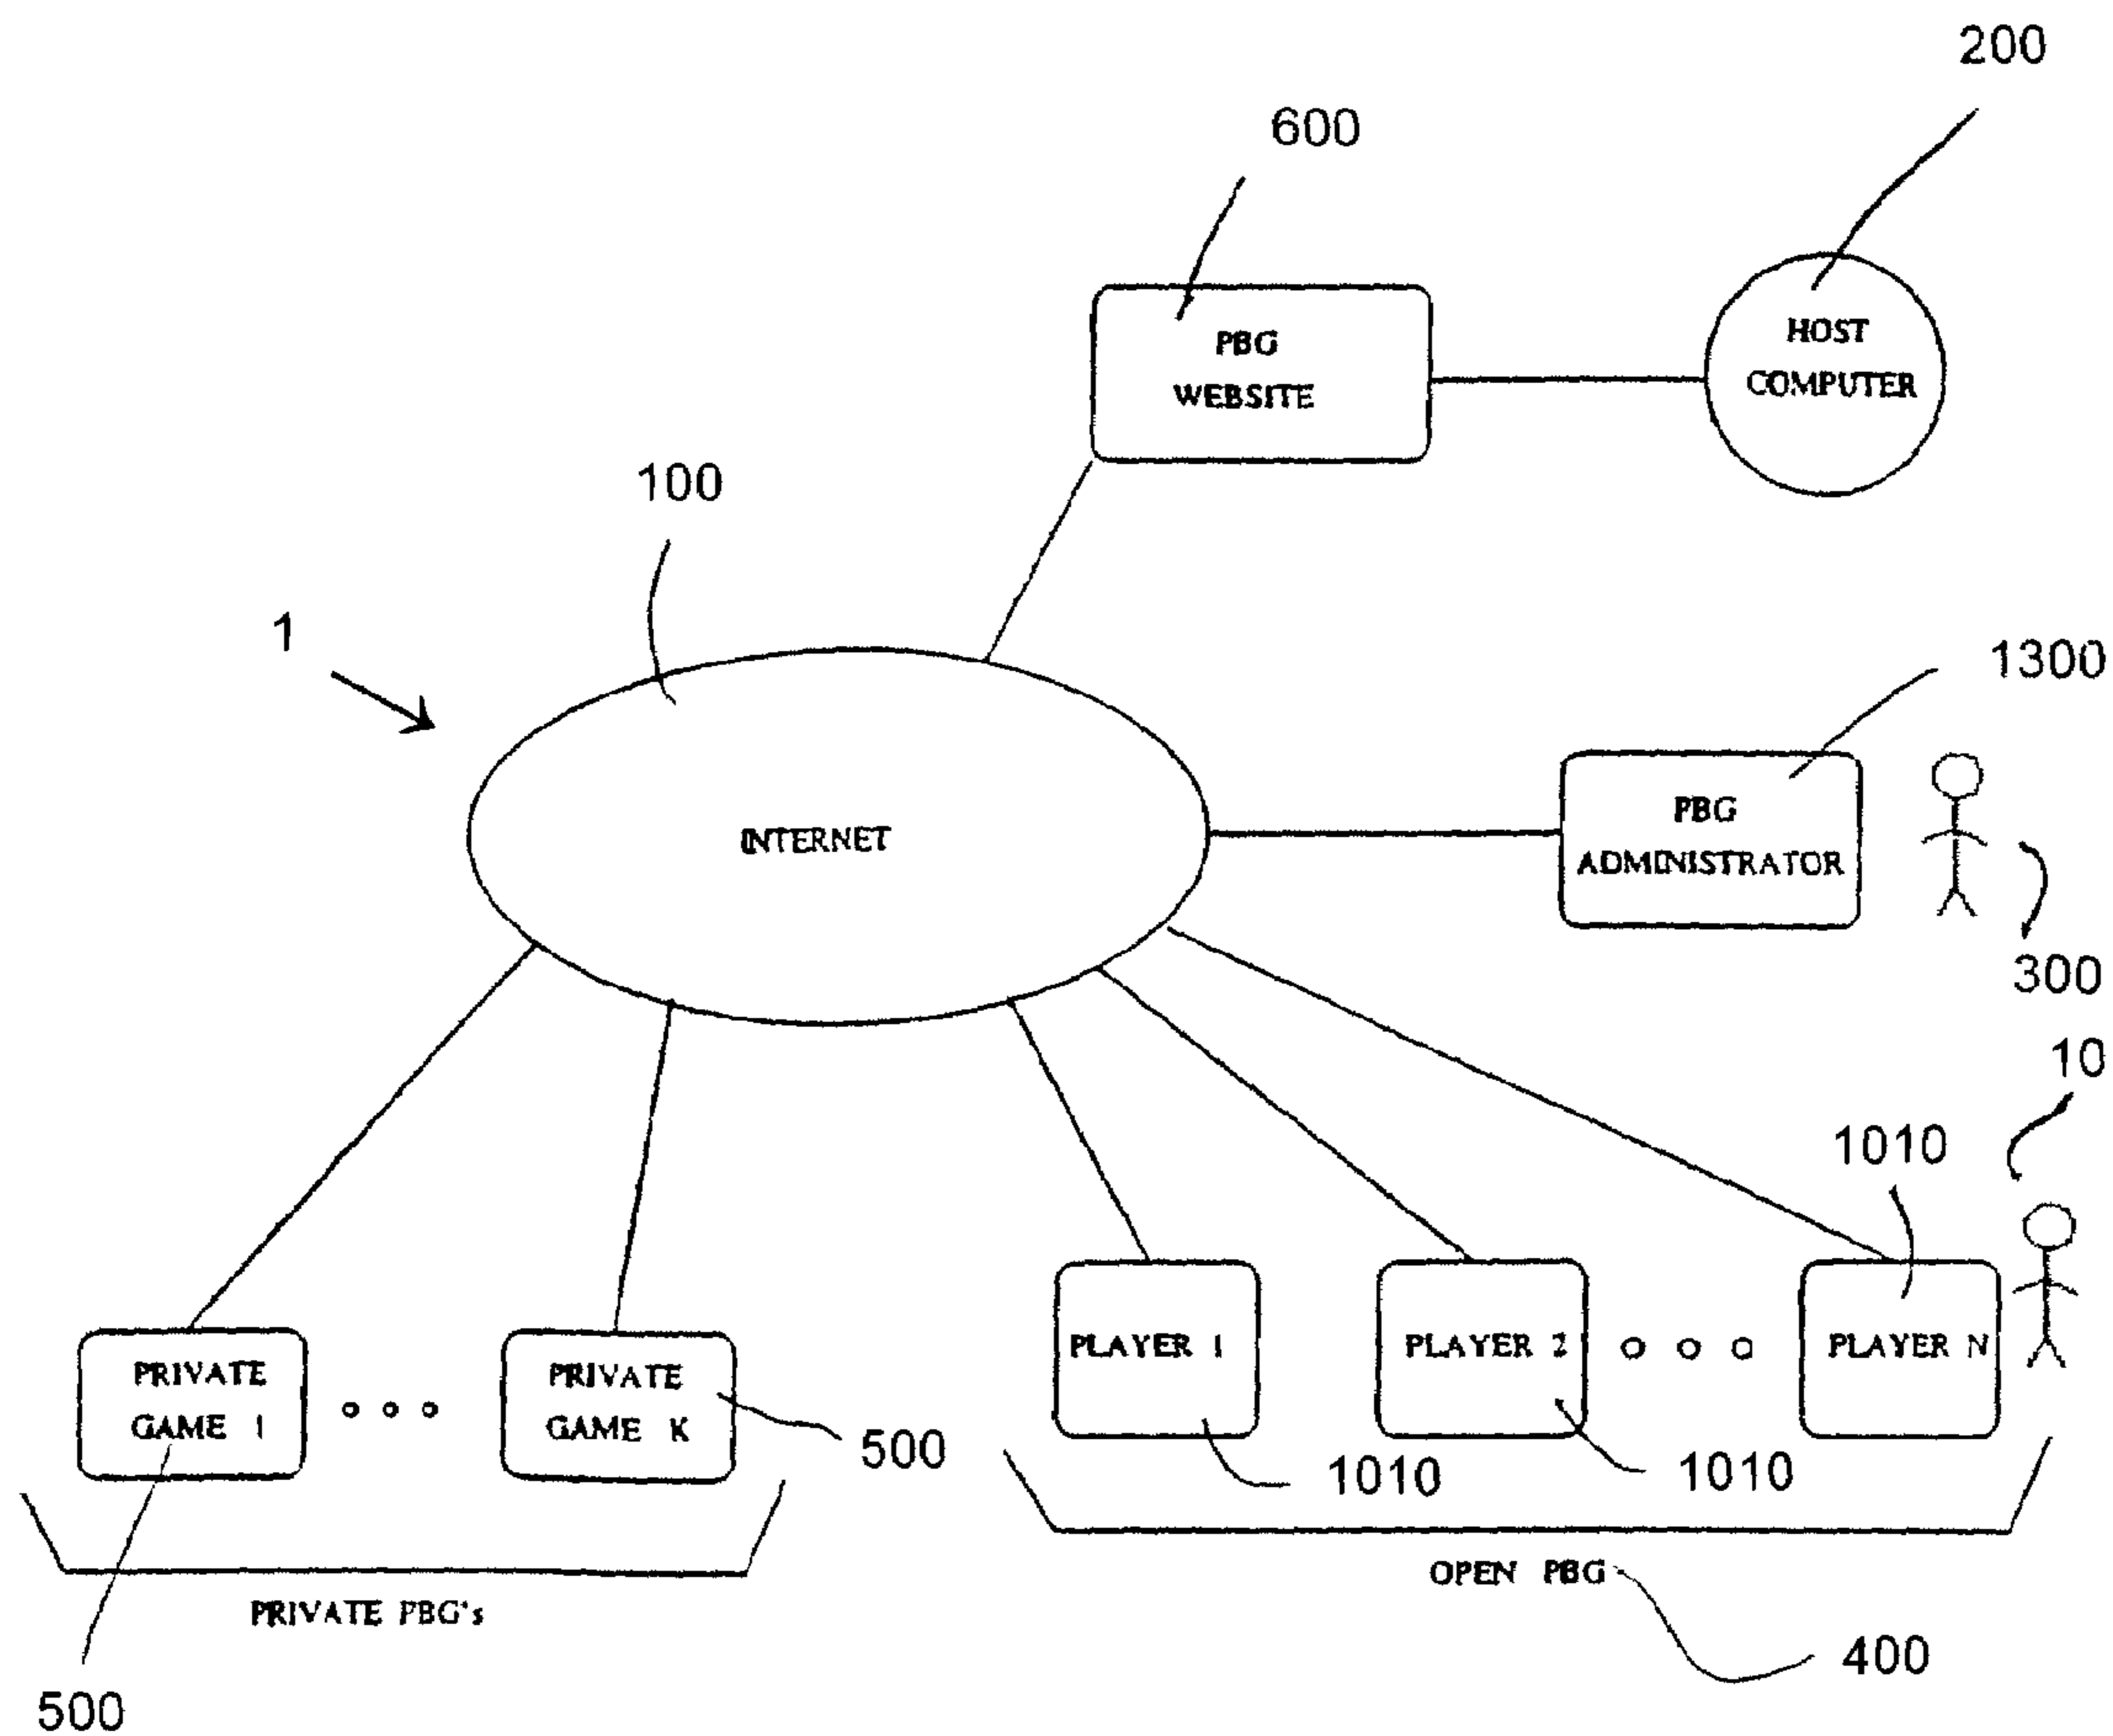 200
600
PBG
WEBSITE
HOST
COMPUTER
100
1
1300
PBG
ADMINISTRATOR
INTERNET
300
10
1010
PLAYER 1
PLAYER 2
PLAYER N
PRIVATE
GAME 1
PRIVATE
GAME K
500
1010
1010
OPEN PBG
PRIVATE PBG's
400
500